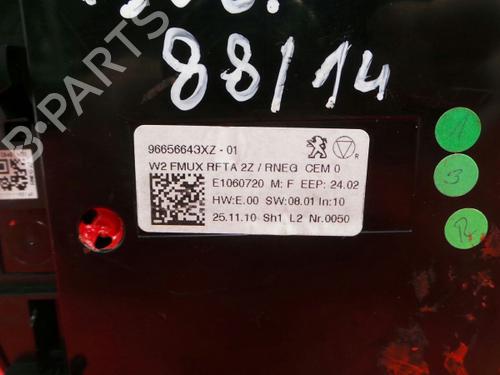 88/14
96656643XZ - 01
W2 FMUX RFTA 2Z / RNEG CEM 0
E1060720 M: F EEP: 24.02
HW:E.00 SW:08.01 In:10
25.11.10 Sh1 L2 Nr.0050
R
1
3
B-PARTS